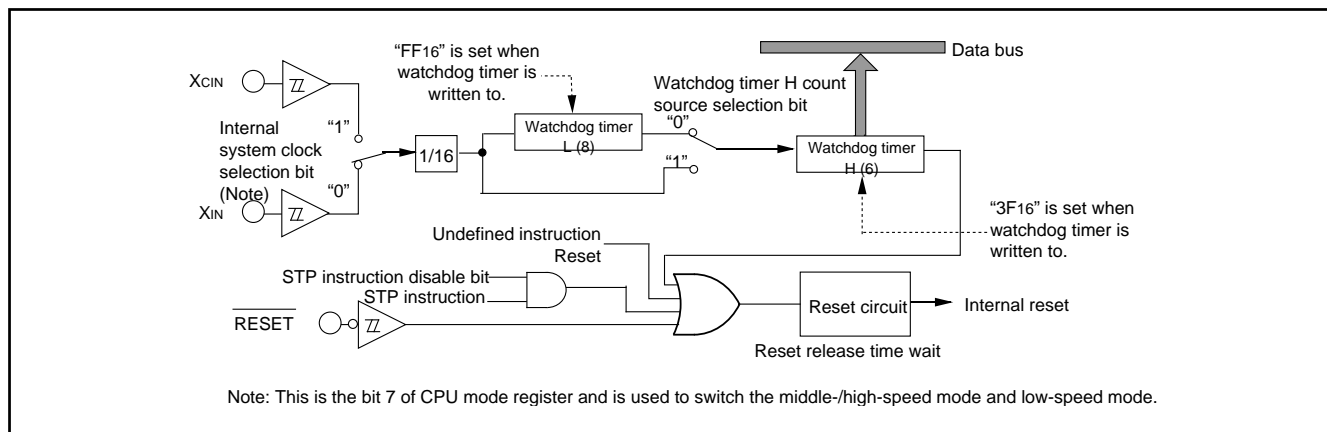 Data bus
“FF16” is set when
watchdog timer is
written to.
XCIN
Watchdog timer H count
source selection bit
“1”
“0”
Internal
system clock
selection bit
(Note)
1/16
Watchdog timer
L (8)
Watchdog timer
H (6)
“1”
“0”
XIN
“3F16” is set when
watchdog timer is
written to.
Undefined instruction
Reset
STP instruction disable bit
STP instruction
RESET
Reset circuit
Internal reset
Reset release time wait
Note: This is the bit 7 of CPU mode register and is used to switch the middle-/high-speed mode and low-speed mode.